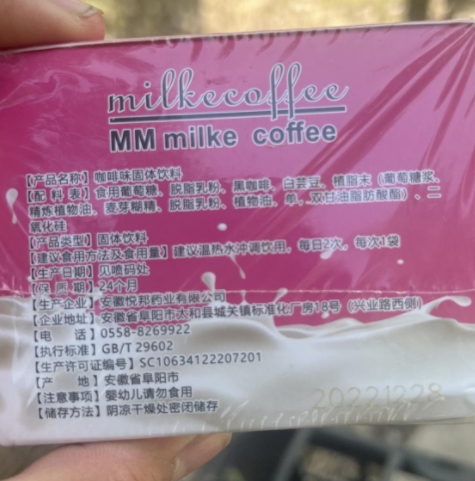 milkecoffee
MM milke coffee
【产品名称】咖啡味固体饮料
【配 料 表】食用葡萄糖、脱脂乳粉、黑咖啡、白芸豆、植脂末（葡萄糖浆、
精炼植物油、麦芽糊精、脱脂乳粉、植物油、单，双甘油脂肪酸酯）、二
氧化硅
【产品类型】固体饮料
【建议食用方法及食用量】建议温热水冲调饮用，每日2次，每次1袋
【生产日期】见喷码处
【保 质 期】24个月
【生产企业】安徽悦邦药业有限公司
【企业地址】安徽省阜阳市太和县城关镇标准化厂房18号（兴业路西侧）
【电 话】0558-8269922
【执行标准】GB/T 29602
【生产许可证编号】SC10634122207201
【产 地】安徽省阜阳市
【注意事项】婴幼儿请勿食用
【储存方法】阴凉干燥处密闭储存
20221228